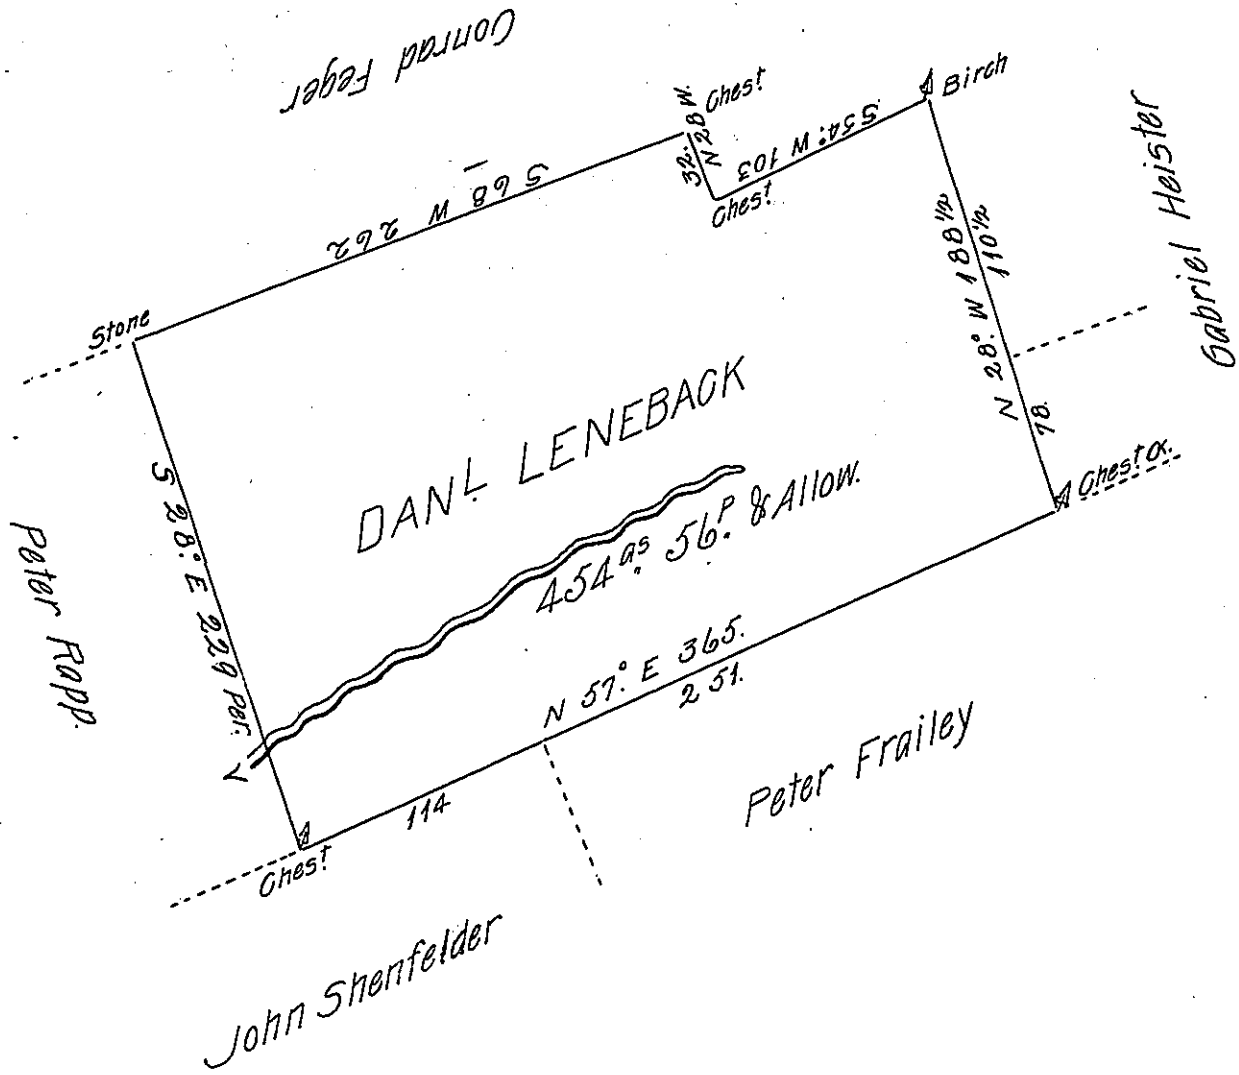 Conrad Feger
Chest
Birch
N 28 W.
32.
S 54° W 103
Chest
S 68 W 262
Gabriel Heister
N 28° W 188 1/2
110 1/2
78.
Stone
DANL. LENEBACK
454 as. 56 P. & Allow.
Chest O.
S 28° E 229 Per.
Peter Rapp.
N 57° E 365.
251.
114
Chest
Peter Frailey
John Shenfelder